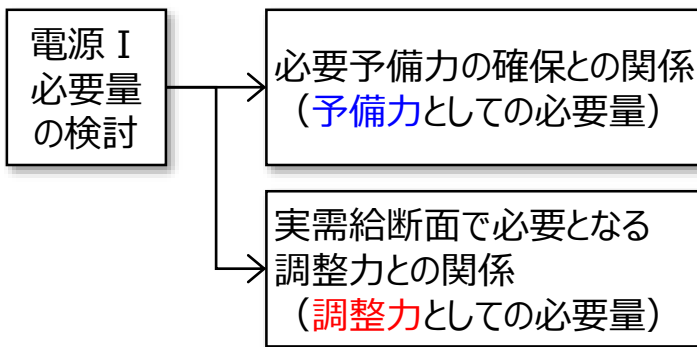 電源Ⅰ
必要量
の検討
必要予備力の確保との関係
（予備力としての必要量）
実需給断面で必要となる
調整力との関係
（調整力としての必要量）